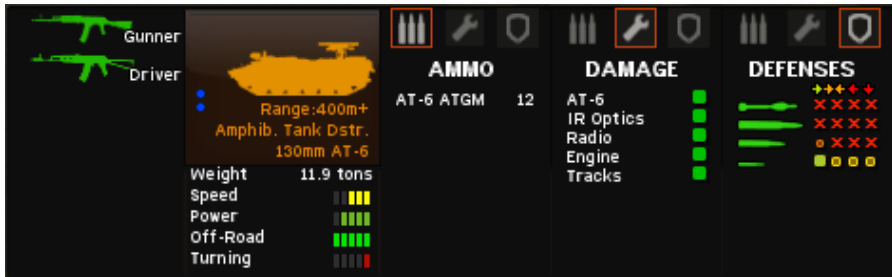 Gunner
Driver
Range:400m+
Amphib. Tank Dstr.
130mm AT-6
Weight 11.9 tons
Speed
Power
Off-Road
Turning
AMMO
AT-6 ATGM 12
DAMAGE
AT-6
IR Optics
Radio
Engine
Tracks
DEFENSES